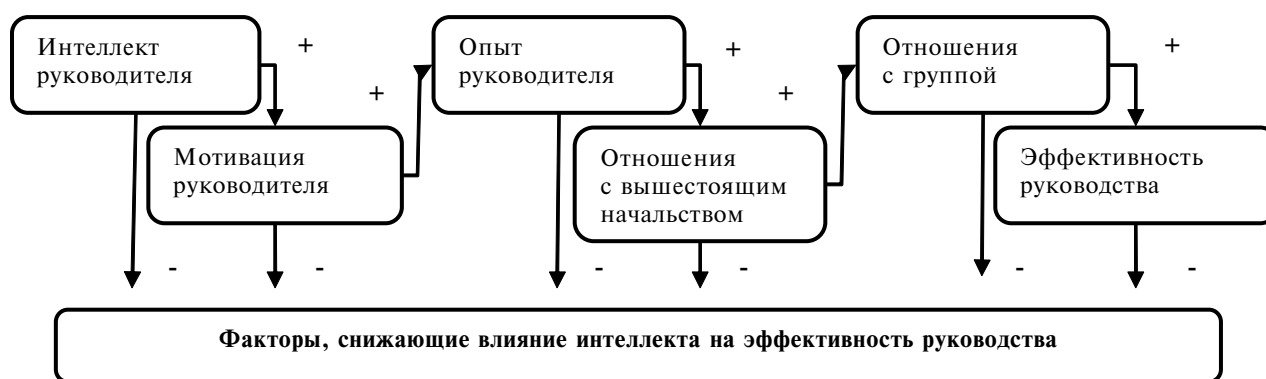 Интеллект
руководителя
+
+
Мотивация
руководителя
Опыт
руководителя
+
+
Отношения
с вышестоящим
начальством
Отношения
с группой
+
Эффективность
руководства
-
-
-
-
-
-
Факторы, снижающие влияние интеллекта на эффективность руководства